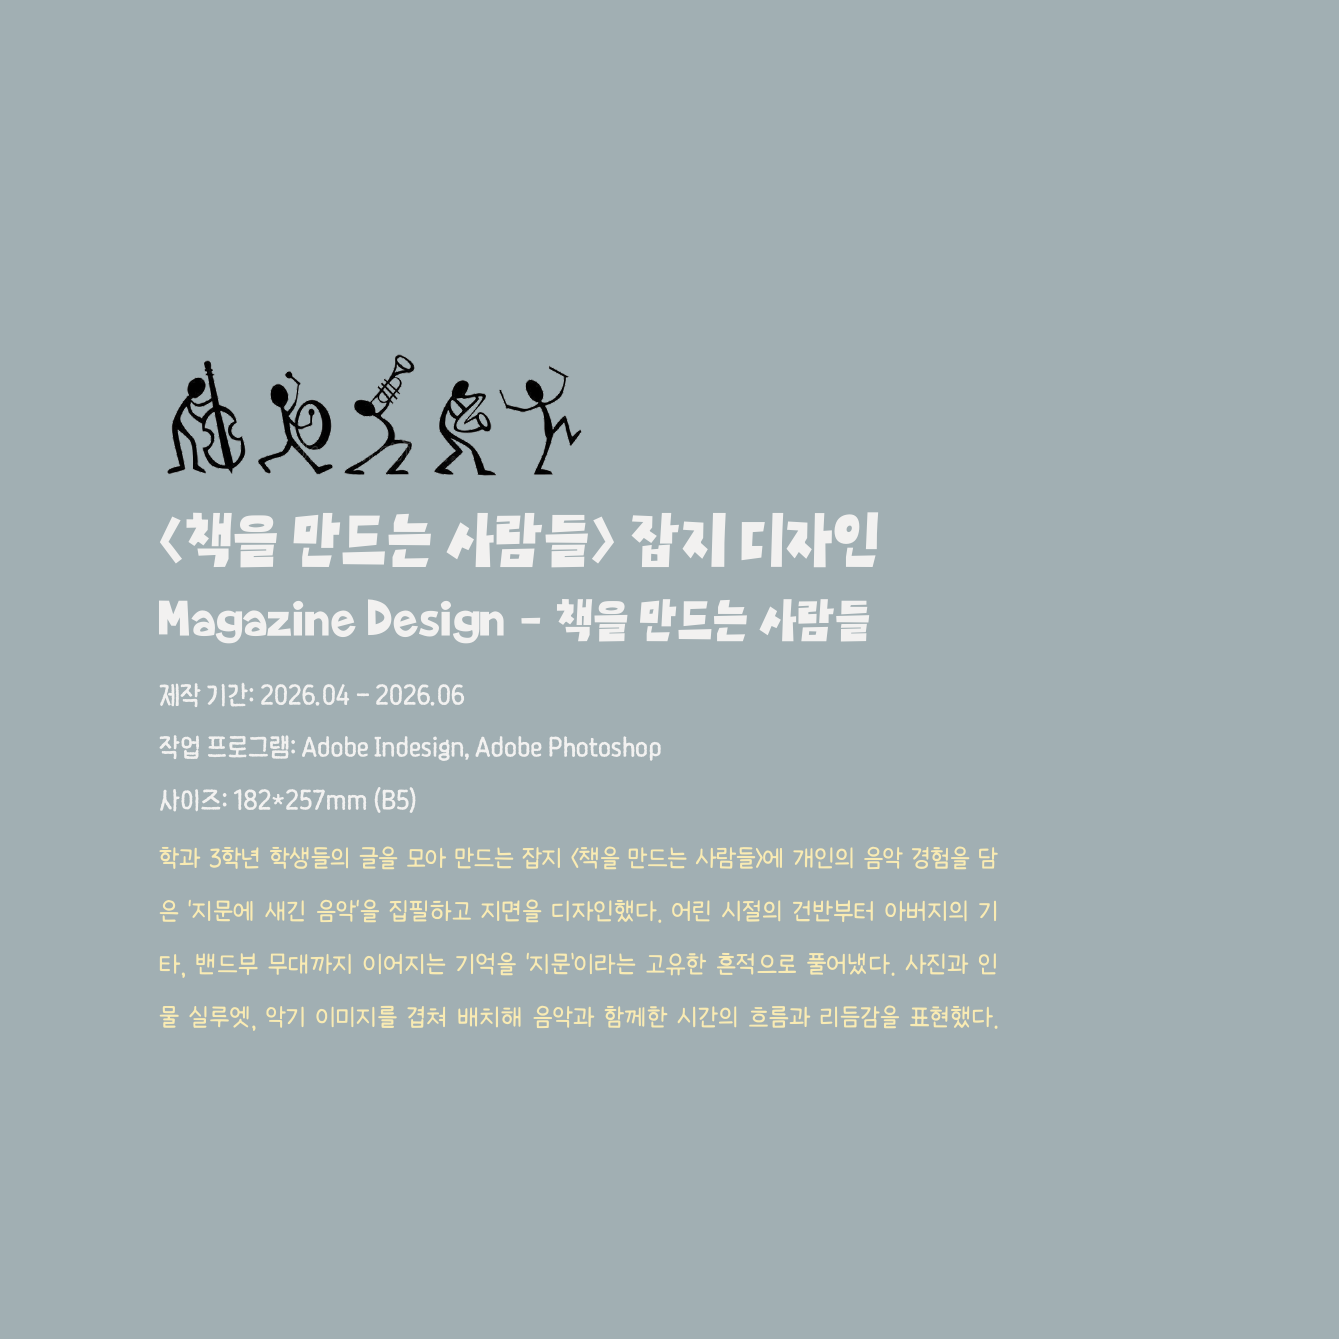 <책을 만드는 사람들> 잡지 디자인
Magazine Design - 책을 만드는 사람들
제작 기간: 2026.04 - 2026.06
작업 프로그램: Adobe Indesign, Adobe Photoshop
사이즈: 182*257mm (B5)
학과 3학년 학생들의 글을 모아 만드는 잡지 <책을 만드는 사람들>에 개인의 음악 경험을 담
은 '지문에 새긴 음악'을 집필하고 지면을 디자인했다. 어린 시절의 건반부터 아버지의 기
타, 밴드부 무대까지 이어지는 기억을 '지문'이라는 고유한 흔적으로 풀어냈다. 사진과 인
물 실루엣, 악기 이미지를 겹쳐 배치해 음악과 함께한 시간의 흐름과 리듬감을 표현했다.